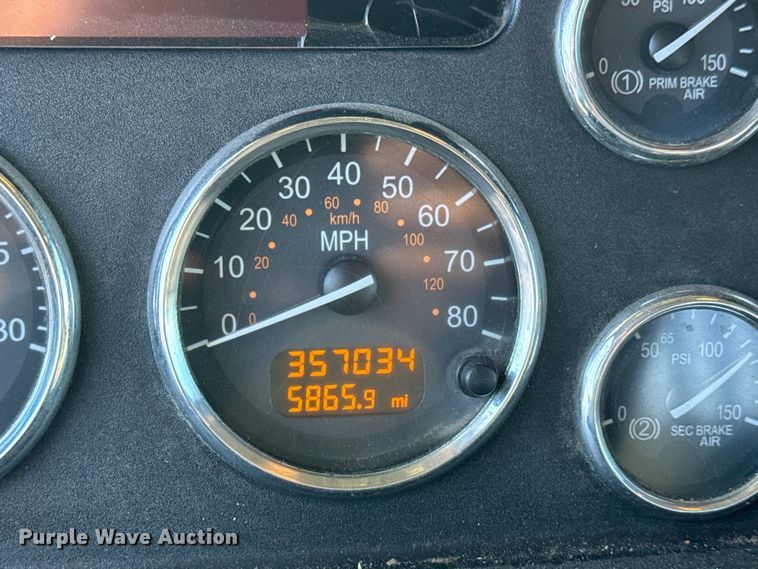 50 PSI 100
0 150
(1) PRIM BRAKE
AIR
30
0 10 20 30 40 50 60 70 80
MPH
0 20 40 60 80 100 120
km/h
357034
5865.9 mi
50 65 PSI 100
0 150
(2) SEC BRAKE
AIR
Purple Wave Auction